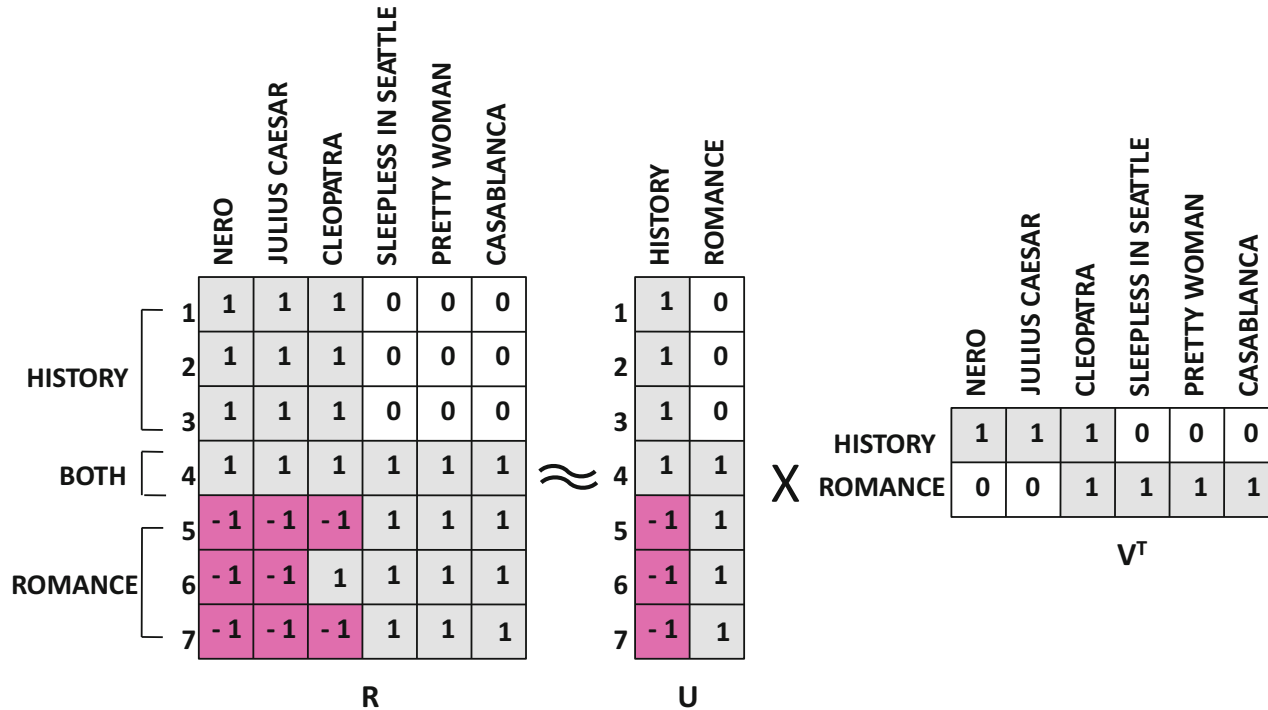 NERO JULIUS CAESAR CLEOPATRA SLEEPLESS IN SEATTLE PRETTY WOMAN CASABLANCA
HISTORY
BOTH
ROMANCE
1 1 1 1 0 0 0
2 1 1 1 0 0 0
3 1 1 1 0 0 0
4 1 1 1 1 1 1
5 - 1 - 1 - 1 1 1 1
6 - 1 - 1 1 1 1 1
7 - 1 - 1 - 1 1 1 1
R
≈
HISTORY ROMANCE
1 1 0
2 1 0
3 1 0
4 1 1
5 - 1 1
6 - 1 1
7 - 1 1
U
X
NERO JULIUS CAESAR CLEOPATRA SLEEPLESS IN SEATTLE PRETTY WOMAN CASABLANCA
HISTORY 1 1 1 0 0 0
ROMANCE 0 0 1 1 1 1
Vᵀ